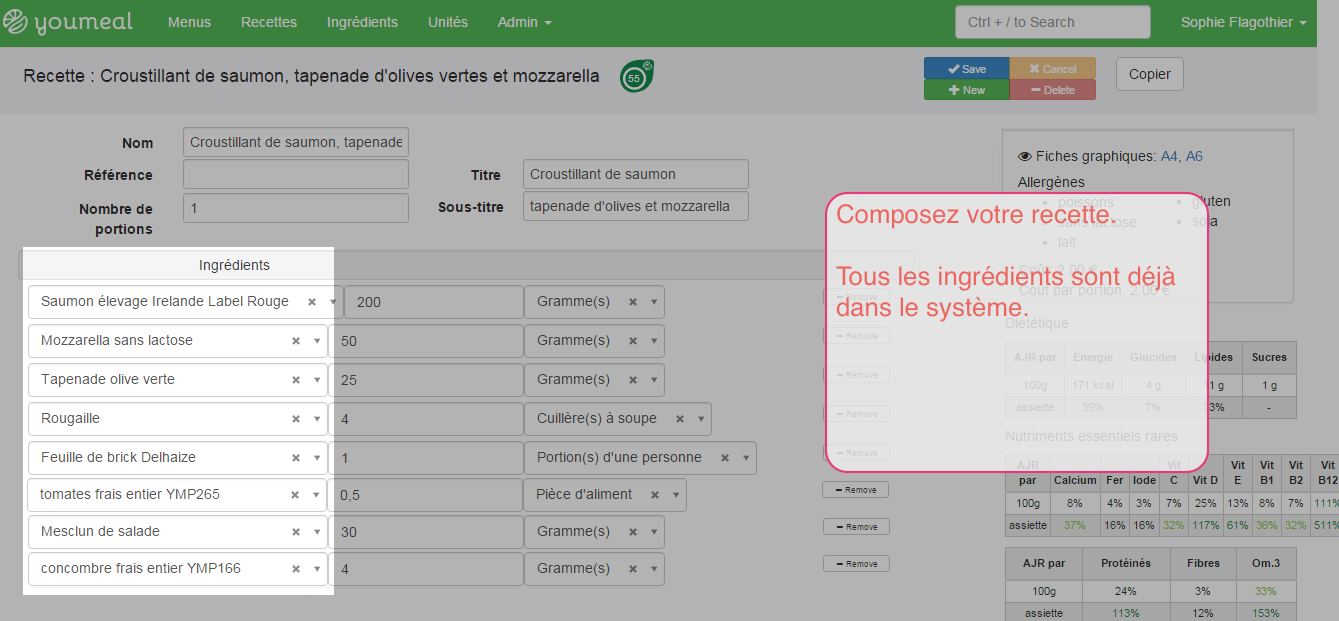 youmeal Menus Recettes Ingrédients Unités Admin Ctrl + / to Search Sophie Flagothier
Recette : Croustillant de saumon, tapenade d'olives vertes et mozzarella 55 Save Cancel Copier
New Delete
Nom Croustillant de saumon, tapenade
Référence Titre Croustillant de saumon
Nombre de portions 1 Sous-titre tapenade d'olives et mozzarella
Fiches graphiques: A4, A6
Allergènes
poissons gluten
sans lactose soja
lait
Coût: 2.00 €
Coût par portion: 2.00 €
Composez votre recette.
Tous les ingrédients sont déjà
dans le système.
Ingrédients
Saumon élevage Irelande Label Rouge 200 Gramme(s) Remove
Mozzarella sans lactose 50 Gramme(s) Remove
Tapenade olive verte 25 Gramme(s) Remove
Rougaille 4 Cuillère(s) à soupe Remove
Feuille de brick Delhaize 1 Portion(s) d'une personne Remove
tomates frais entier YMP265 0,5 Pièce d'aliment Remove
Mesclun de salade 30 Gramme(s) Remove
concombre frais entier YMP166 4 Gramme(s) Remove
Diététique
AJR par Energie Glucides Lipides Sucres
100g 171 kcal 4 g 11 g 1 g
assiette 39% 7% -
Nutriments essentiels rares
AJR par Calcium Fer Iode Vit C Vit D Vit E Vit B1 Vit B2 Vit B12
100g 8% 4% 3% 7% 25% 13% 8% 7% 111%
assiette 37% 16% 16% 32% 117% 61% 36% 32% 511%
AJR par Protéinés Fibres Om.3
100g 24% 3% 33%
assiette 113% 12% 153%